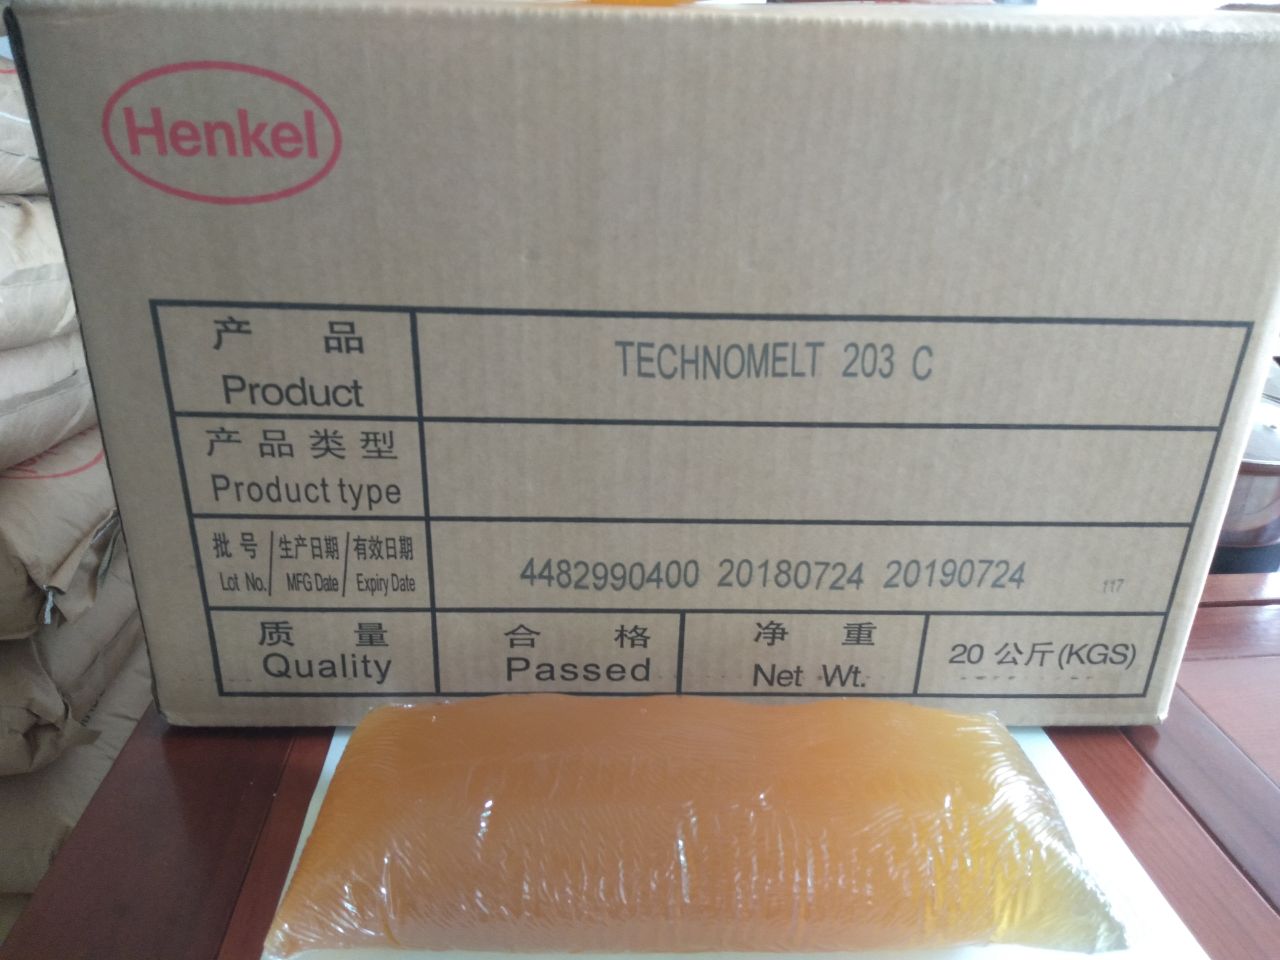 Henkel
产 品
Product
TECHNOMELT 203 C
产品类型
Product type
批号/生产日期/有效日期
Lot No./ MFG Date/ Expiry Date
4482990400 20180724 20190724
117
质 量
Quality
合 格
Passed
净 重
Net Wt.
20 公斤(KGS)